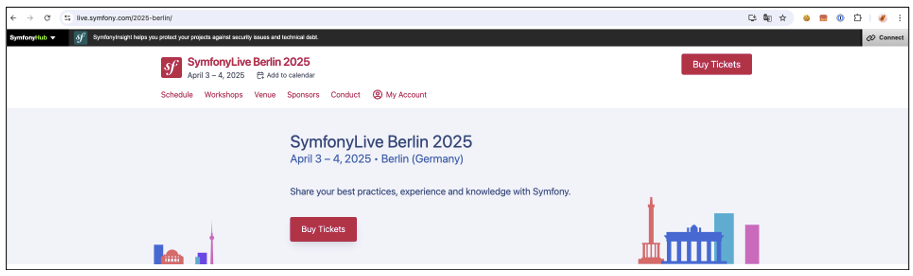 live.symfony.com/2025-berlin/
SymfonyHub
sf SymfonyInsight helps you protect your projects against security issues and technical debt.
Connect
sf
SymfonyLive Berlin 2025
April 3 – 4, 2025 Add to calendar
Buy Tickets
Schedule Workshops Venue Sponsors Conduct My Account
SymfonyLive Berlin 2025
April 3 – 4, 2025 • Berlin (Germany)
Share your best practices, experience and knowledge with Symfony.
Buy Tickets